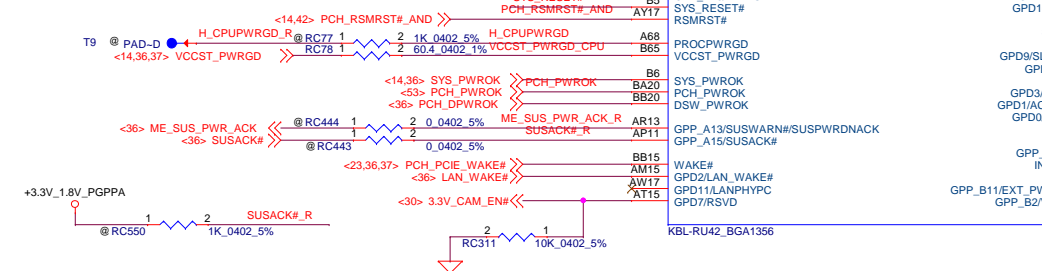 B5
SYS_RESET#
GPD1
PCH_RSMRST#_AND
AY17
RSMRST#
<14,42> PCH_RSMRST#_AND
T9 @ PAD~D
H_CPUPWRGD_R @ RC77 1 2 1K_0402_5% H_CPUPWRGD A68 PROCPWRGD
<14,36,37> VCCST_PWRGD RC78 1 2 60.4_0402_1% VCCST_PWRGD_CPU B65 VCCST_PWRGD
GPD9/SL
<14,36> SYS_PWROK PCH_PWROK B6 SYS_PWROK
<53> PCH_PWROK BA20 PCH_PWROK GPD3/
<36> PCH_DPWROK BB20 DSW_PWROK GPD1/AC
GPD0
<36> ME_SUS_PWR_ACK @ RC444 1 2 0_0402_5% ME_SUS_PWR_ACK_R AR13 GPP_A13/SUSWARN#/SUSPWRDNACK
<36> SUSACK# @ RC443 1 2 0_0402_5% SUSACK#_R AP11 GPP_A15/SUSACK#
GPP_
<23,36,37> PCH_PCIE_WAKE# BB15 WAKE#
IN
<36> LAN_WAKE# AM15 GPD2/LAN_WAKE#
AW17 GPD11/LANPHYPC GPP_B11/EXT_PW
<30> 3.3V_CAM_EN# AT15 GPD7/RSVD GPP_B2/V
+3.3V_1.8V_PGPPA
@ RC550 1 2 1K_0402_5% SUSACK#_R
RC311 2 1 10K_0402_5%
KBL-RU42_BGA1356